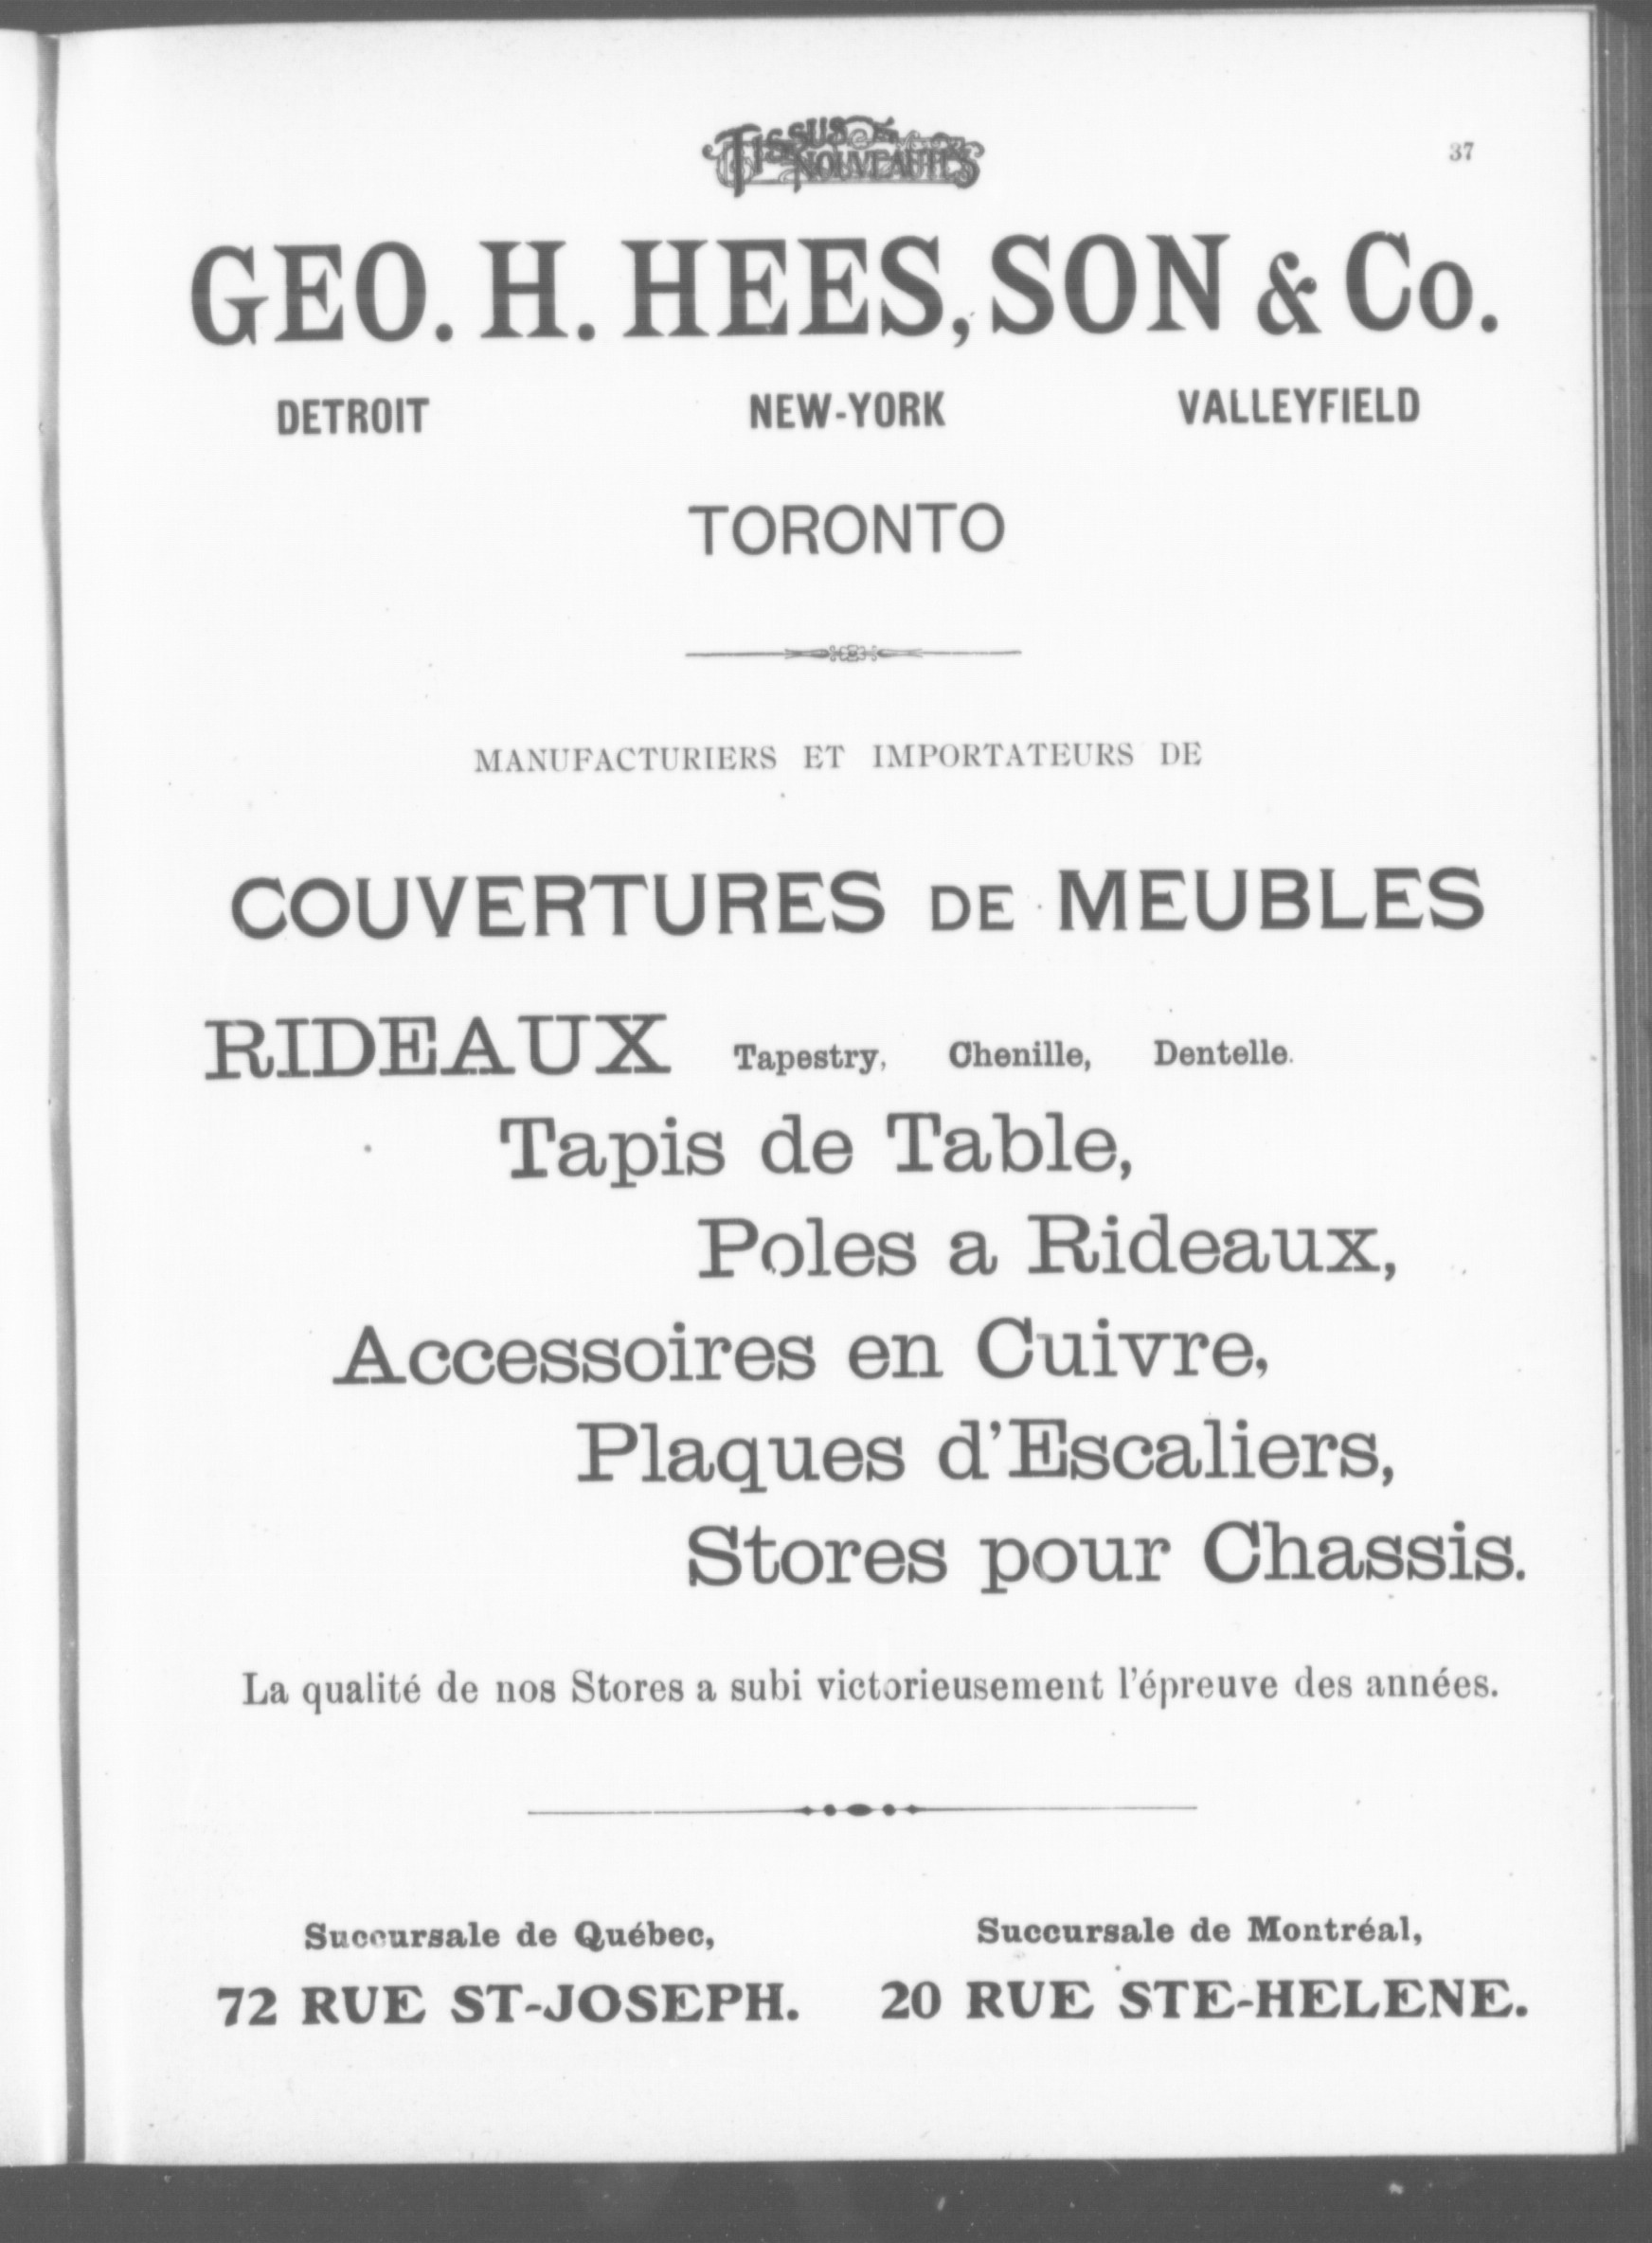 TISSUS ET NOUVEAUTÉS
37
GEO. H. HEES, SON & Co.
DETROIT NEW-YORK VALLEYFIELD
TORONTO
MANUFACTURIERS ET IMPORTATEURS DE
COUVERTURES DE MEUBLES
RIDEAUX Tapestry, Chenille, Dentelle.
Tapis de Table,
Poles a Rideaux,
Accessoires en Cuivre,
Plaques d'Escaliers,
Stores pour Chassis.
La qualité de nos Stores a subi victorieusement l'épreuve des années.
Succursale de Québec, Succursale de Montréal,
72 RUE ST-JOSEPH. 20 RUE STE-HELENE.